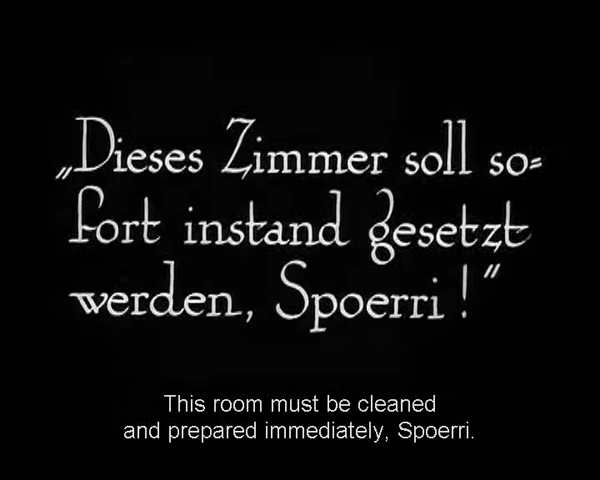 „Dieses Zimmer soll so=
fort instand gesetzt
werden, Spoerri!“
This room must be cleaned
and prepared immediately, Spoerri.